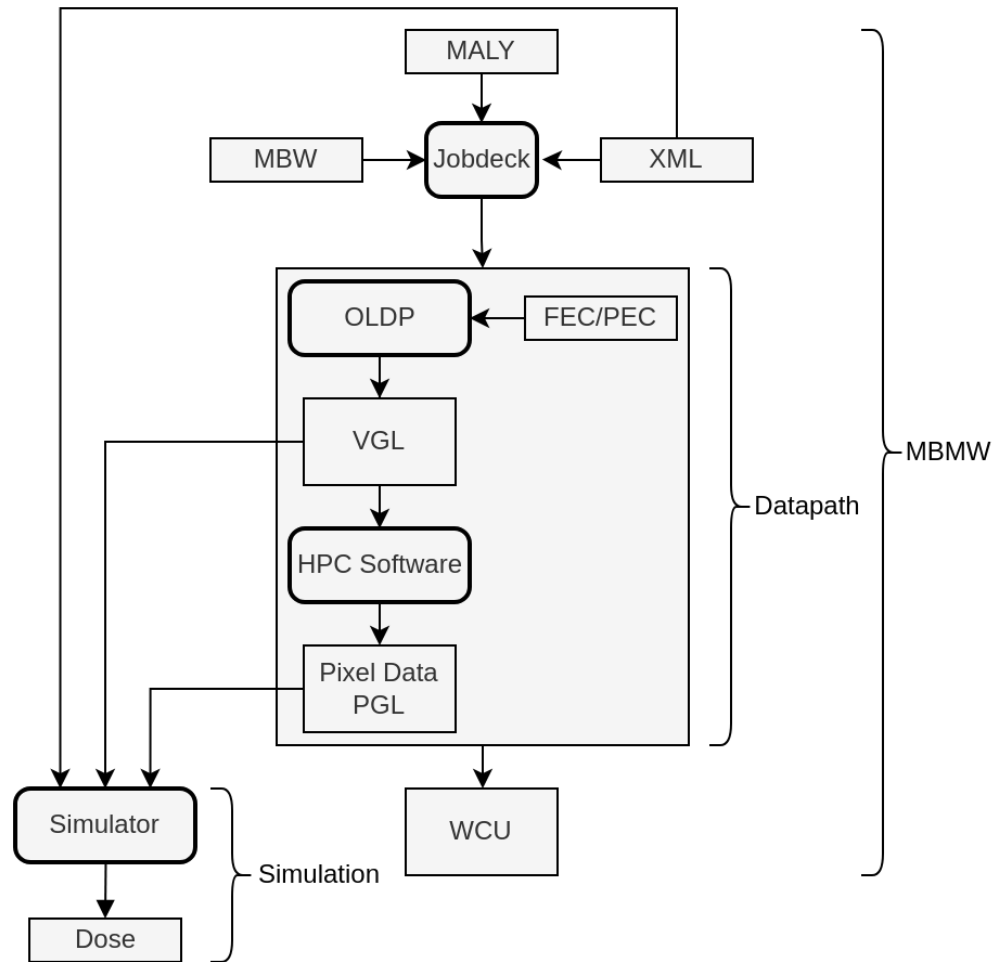 MALY
MBW
Jobdeck
XML
OLDP
FEC/PEC
VGL
MBMW
Datapath
HPC Software
Pixel Data
PGL
Simulator
WCU
Simulation
Dose